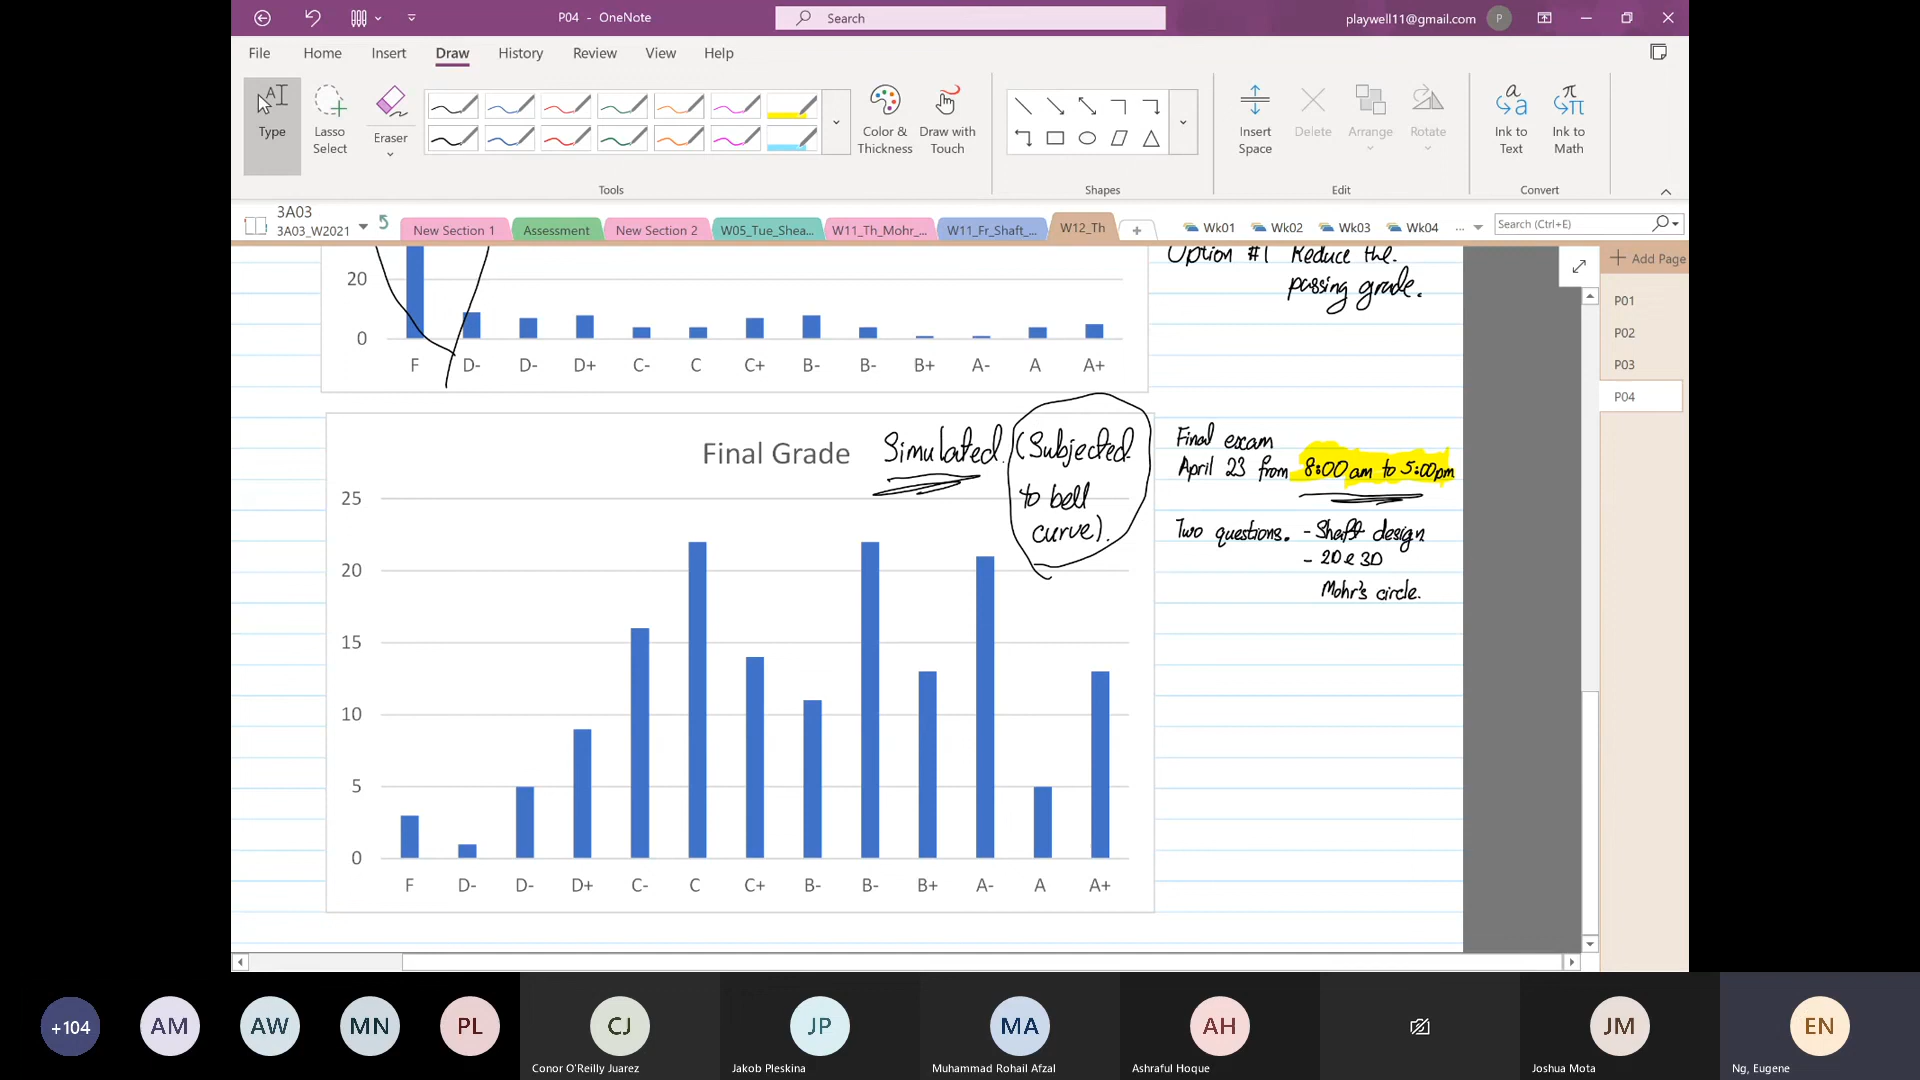 P04 - OneNote
Search
playwell11@gmail.com
P
File Home Insert Draw History Review View Help
Type
Lasso Select
Eraser
Color & Thickness
Draw with Touch
Insert Space
Delete
Arrange
Rotate
Ink to Text
Ink to Math
Tools
Shapes
Edit
Convert
3A03
3A03_W2021
New Section 1
Assessment
New Section 2
W05_Tue_Shea...
W11_Th_Mohr_...
W11_Fr_Shaft_...
W12_Th
Wk01
Wk02
Wk03
Wk04
...
Search (Ctrl+E)
Add Page
P01
P02
P03
P04
20
0
F D- D- D+ C- C C+ B- B- B+ A- A A+
Option #1 Reduce the
passing grade.
Final Grade
Simulated. (Subjected
to bell
curve).
25
20
15
10
5
0
F D- D- D+ C- C C+ B- B- B+ A- A A+
Final exam
April 23 from 8:00 am to 5:00pm
Two questions. - Shaft design
- 2D & 3D
Mohr's circle.
+104
AM
AW
MN
PL
CJ
Conor O'Reilly Juarez
JP
Jakob Pleskina
MA
Muhammad Rohail Afzal
AH
Ashraful Hoque
JM
Joshua Mota
EN
Ng, Eugene